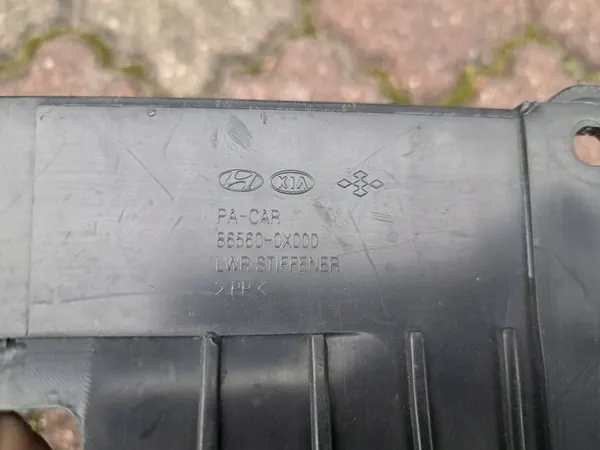 KIA
PA-CAR
86560-0X000
LWR STIFFENER
>PP<